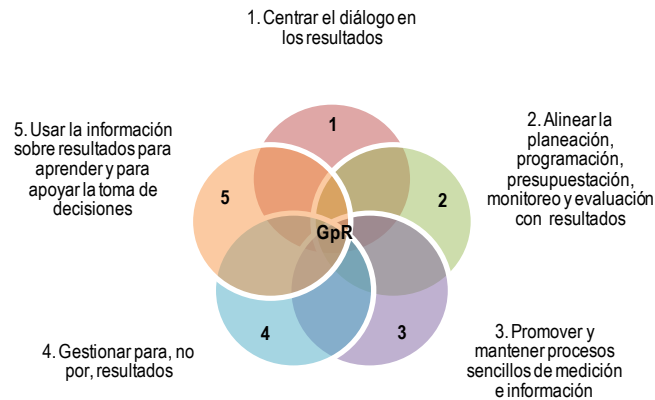 1. Centrar el diálogo en
los resultados
1
5. Usar la información
sobre resultados para
aprender y para
apoyar la toma de
decisiones
5
2. Alinear la
planeación,
programación,
presupuestación,
monitoreo y evaluación
con resultados
2
GpR
4
3
4. Gestionar para, no
por, resultados
3. Promover y
mantener procesos
sencillos de medición
e información